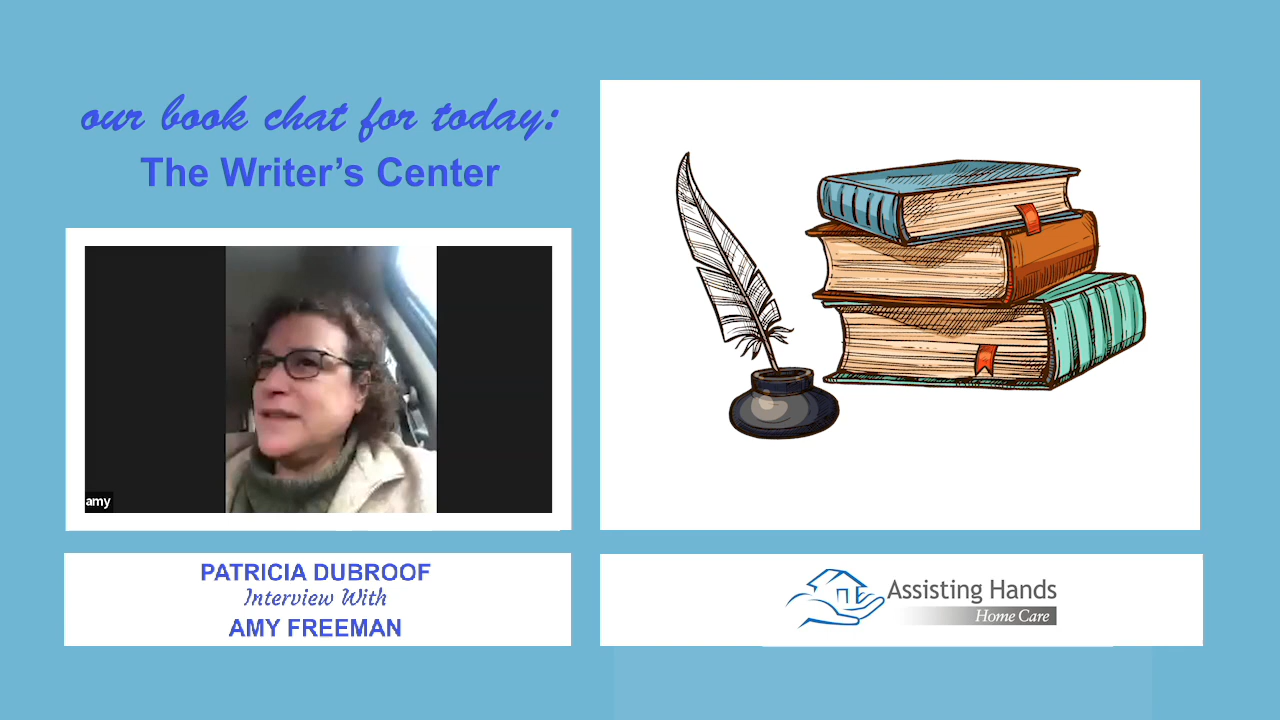 our book chat for today:
The Writer's Center
amy
PATRICIA DUBROOF
Interview With
AMY FREEMAN
Assisting Hands
Home Care